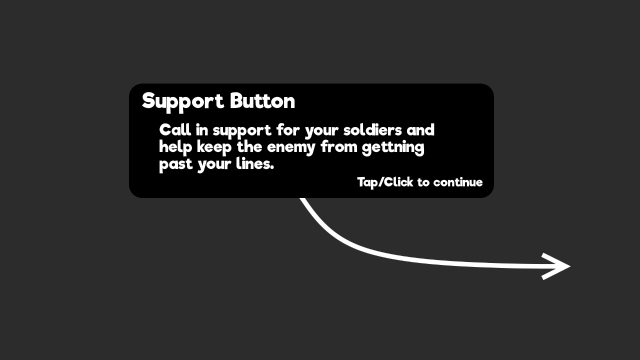 Support Button
Call in support for your soldiers and
help keep the enemy from gettning
past your lines.
Tap/Click to continue